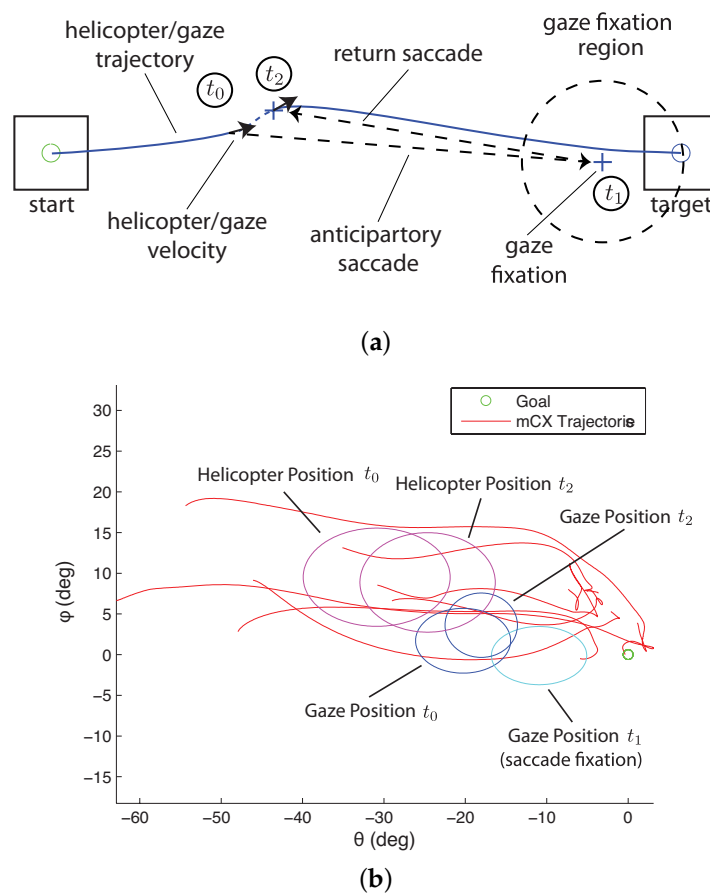 helicopter/gaze
trajectory
t0
t2
return saccade
gaze fixation
region
start
helicopter/gaze
velocity
anticipartory
saccade
gaze
fixation
t1
target
(a)
Goal
mCX Trajectorise
Helicopter Position t0
Helicopter Position t2
Gaze Position t2
Gaze Position t0
Gaze Position t1
(saccade fixation)
30
25
20
15
10
5
0
−5
−10
−15
φ (deg)
−60 −50 −40 −30 −20 −10 0
θ (deg)
(b)